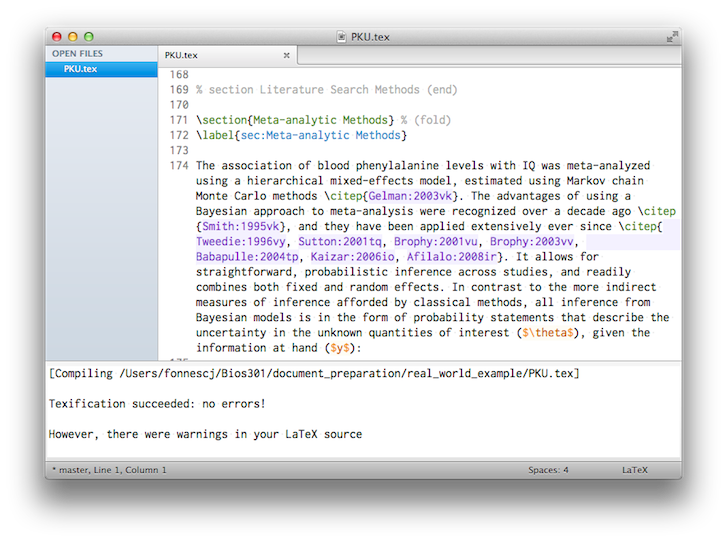 PKU.tex
OPEN FILES
PKU.tex
PKU.tex
168
169 % section Literature Search Methods (end)
170
171 \section{Meta-analytic Methods} % (fold)
172 \label{sec:Meta-analytic Methods}
173
174 The association of blood phenylalanine levels with IQ was meta-analyzed
using a hierarchical mixed-effects model, estimated using Markov chain
Monte Carlo methods \citep{Gelman:2003vk}. The advantages of using a
Bayesian approach to meta-analysis were recognized over a decade ago \citep
{Smith:1995vk}, and they have been applied extensively ever since \citep{
Tweedie:1996vy, Sutton:2001tq, Brophy:2001vu, Brophy:2003vv,
Babapulle:2004tp, Kaizar:2006io, Afilalo:2008ir}. It allows for
straightforward, probabilistic inference across studies, and readily
combines both fixed and random effects. In contrast to the more indirect
measures of inference afforded by classical methods, all inference from
Bayesian models is in the form of probability statements that describe the
uncertainty in the unknown quantities of interest ($\theta$), given the
information at hand ($y$):
[Compiling /Users/fonnescj/Bios301/document_preparation/real_world_example/PKU.tex]
Texification succeeded: no errors!
However, there were warnings in your LaTeX source
* master, Line 1, Column 1
Spaces: 4
LaTeX